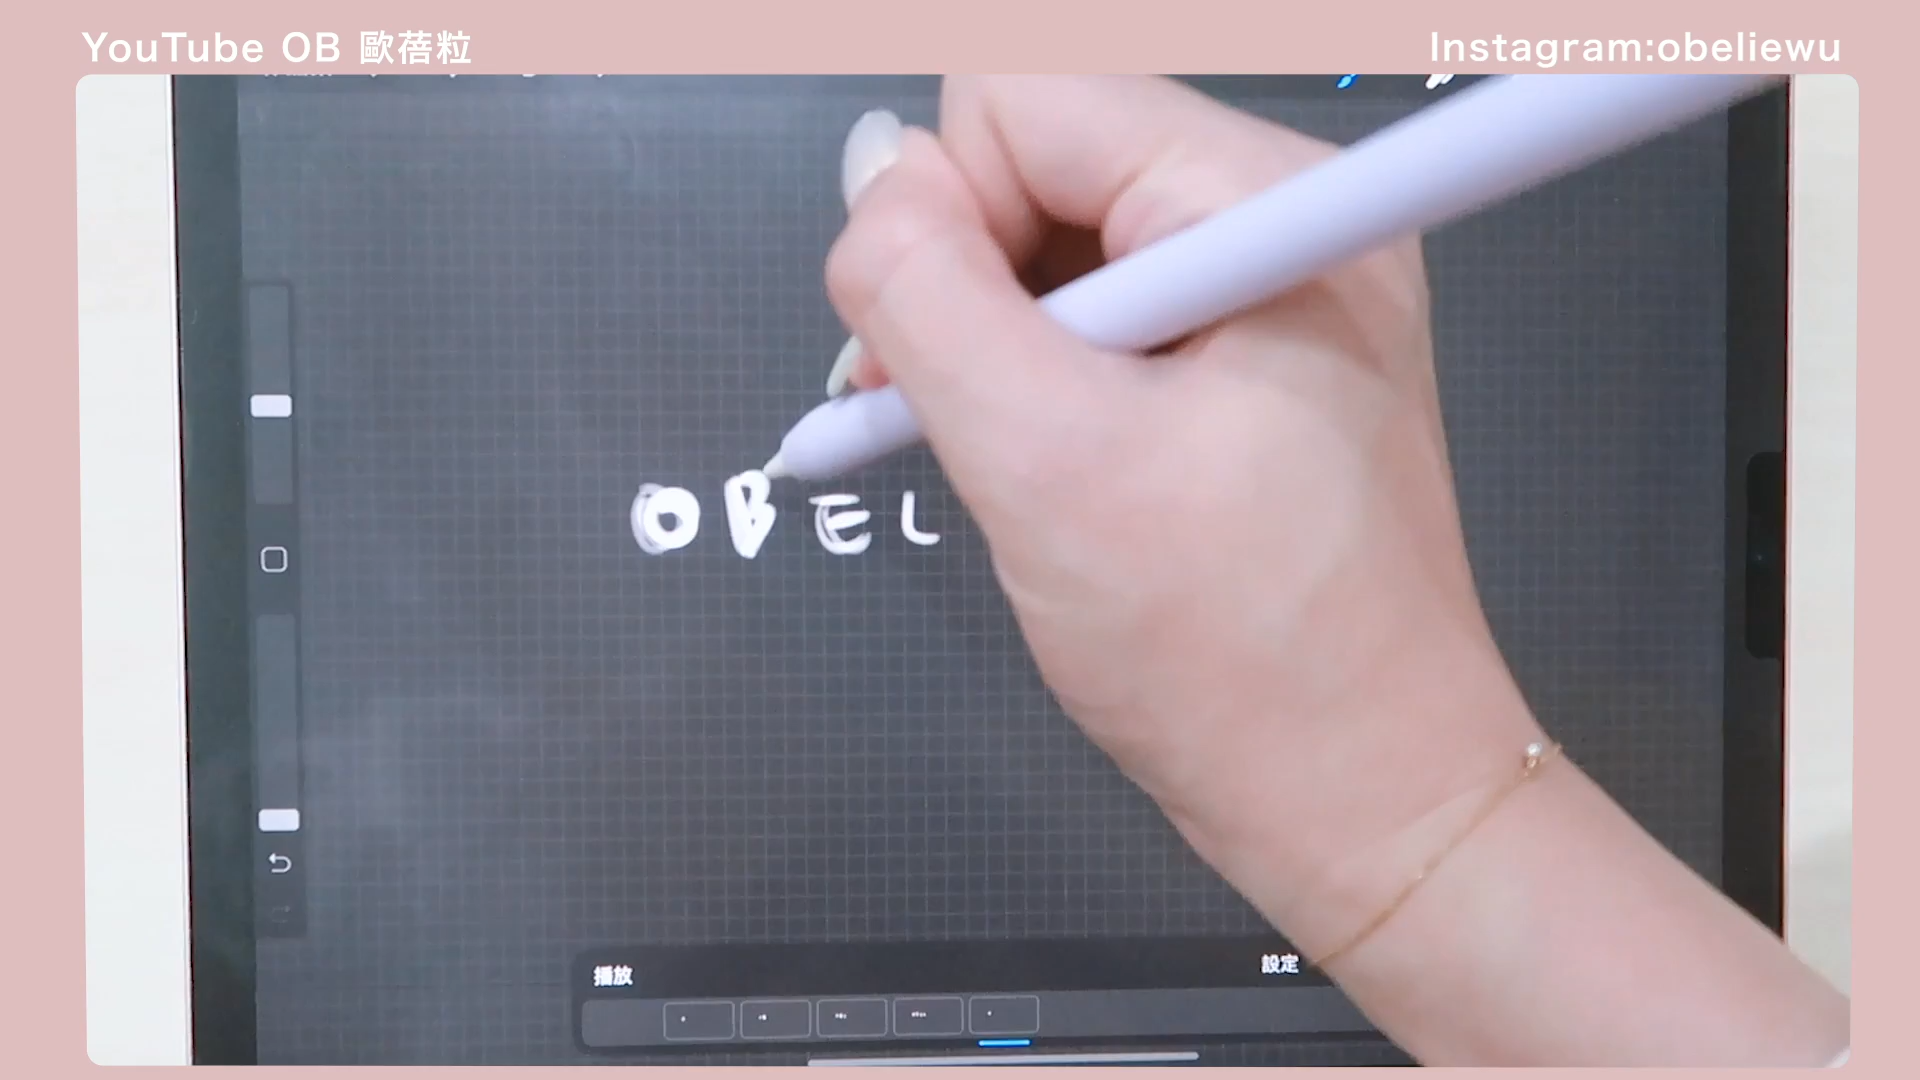 YouTube OB 歐蓓粒
Instagram:obeliewu
OBEL
播放
設定